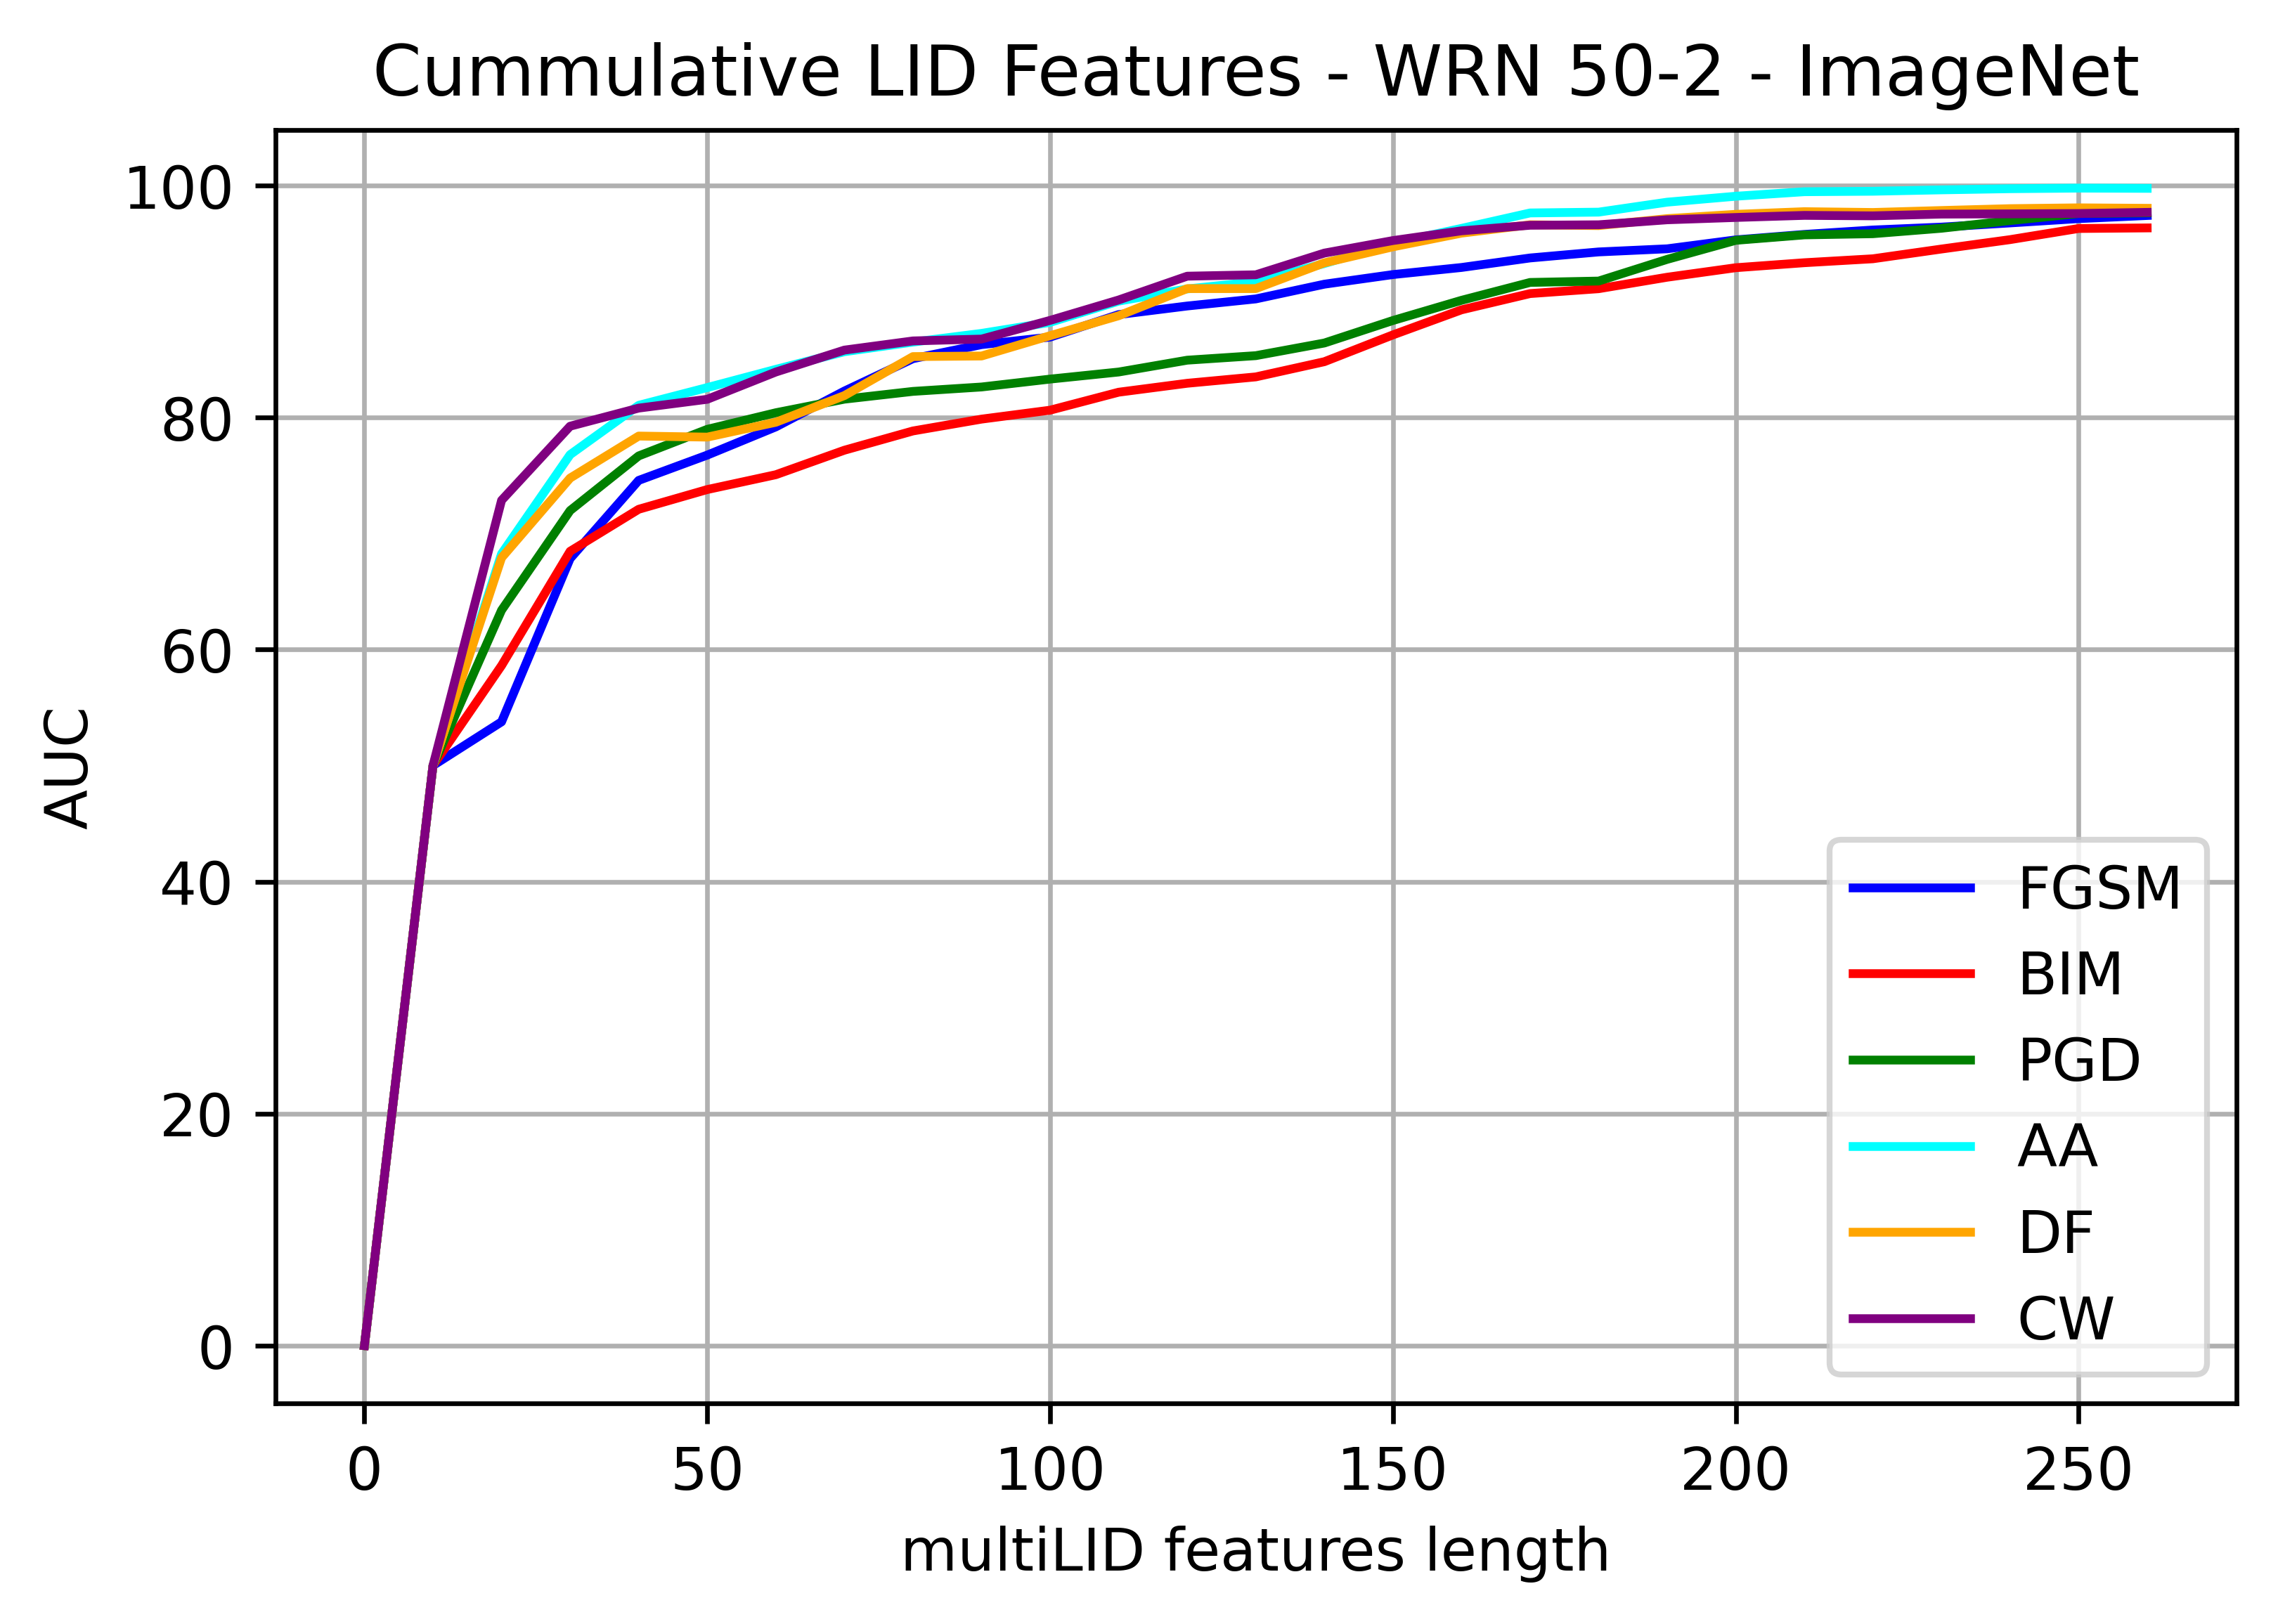 Cummulative LID Features - WRN 50-2 - ImageNet
100
80
60
40
20
0
AUC
0 50 100 150 200 250
multiLID features length
FGSM
BIM
PGD
AA
DF
CW